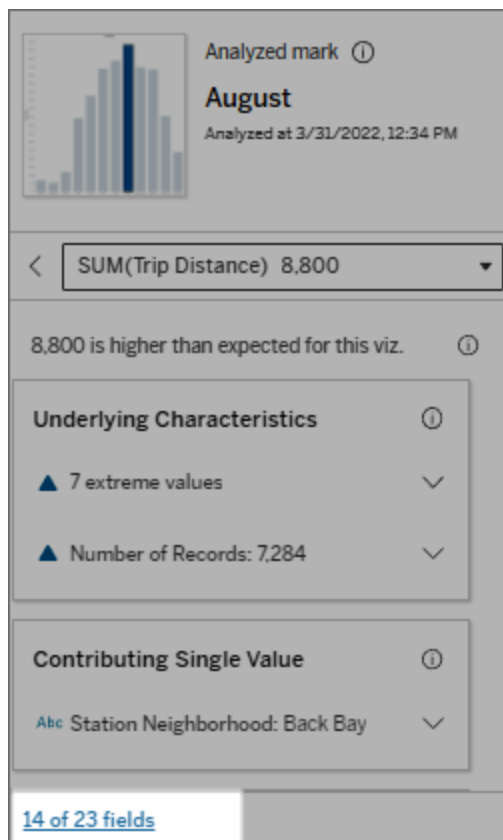 Analyzed mark
August
Analyzed at 3/31/2022, 12:34 PM
SUM(Trip Distance) 8,800
8,800 is higher than expected for this viz.
Underlying Characteristics
7 extreme values
Number of Records: 7,284
Contributing Single Value
Abc Station Neighborhood: Back Bay
14 of 23 fields